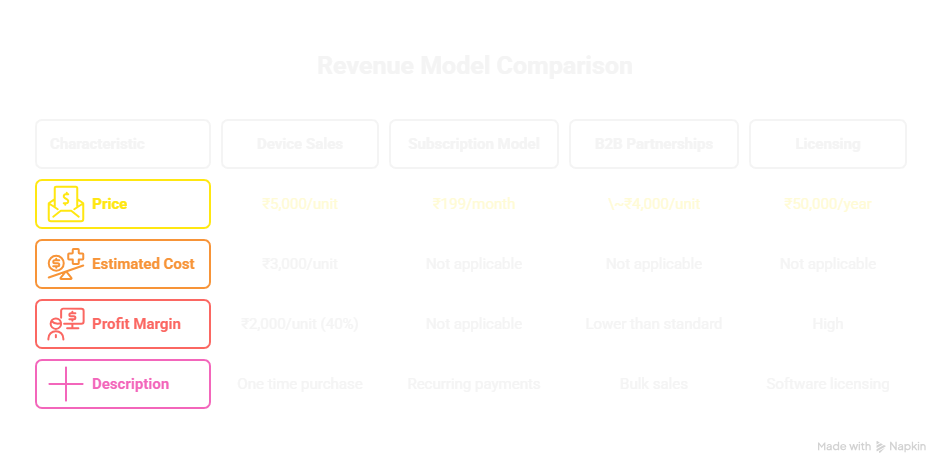 Revenue Model Comparison
Characteristic Device Sales Subscription Model B2B Partnerships Licensing
Price ₹5,000/unit ₹199/month \~₹4,000/unit ₹50,000/year
Estimated Cost ₹3,000/unit Not applicable Not applicable Not applicable
Profit Margin ₹2,000/unit (40%) Not applicable Lower than standard High
Description One time purchase Recurring payments Bulk sales Software licensing
Made with Napkin